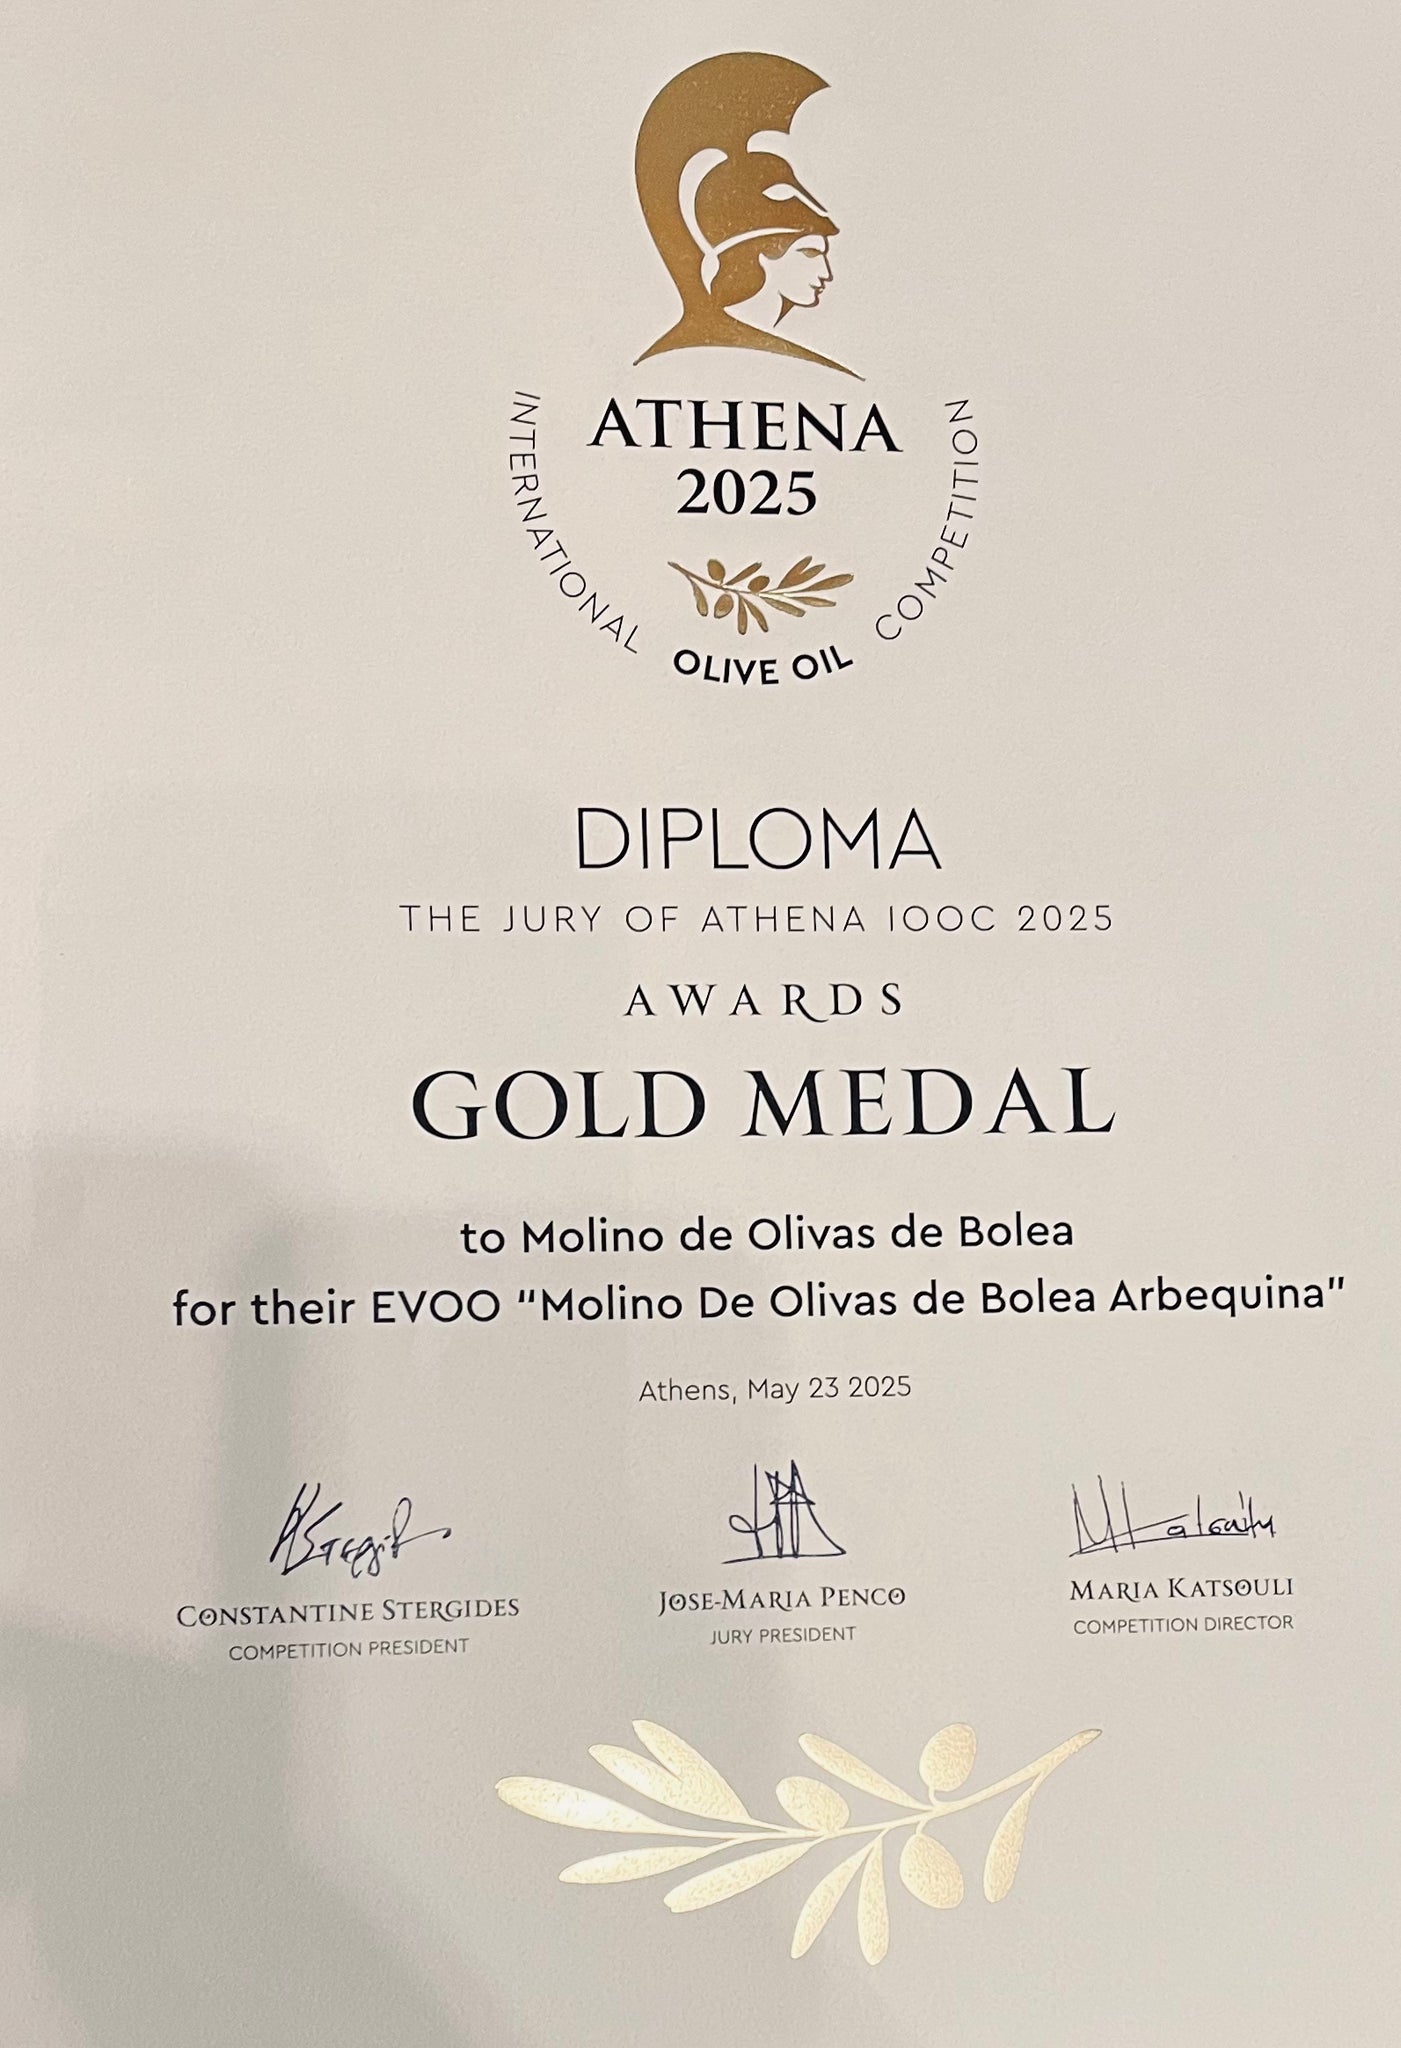 ATHENA
2025
INTERNATIONAL
OLIVE OIL
COMPETITION
DIPLOMA
THE JURY OF ATHENA IOOC 2025
AWARDS
GOLD MEDAL
to Molino de Olivas de Bolea
for their EVOO "Molino De Olivas de Bolea Arbequina"
Athens, May 23 2025
CONSTANTINE STERGIDES
COMPETITION PRESIDENT
JOSE-MARIA PENCO
JURY PRESIDENT
MARIA KATSOULI
COMPETITION DIRECTOR